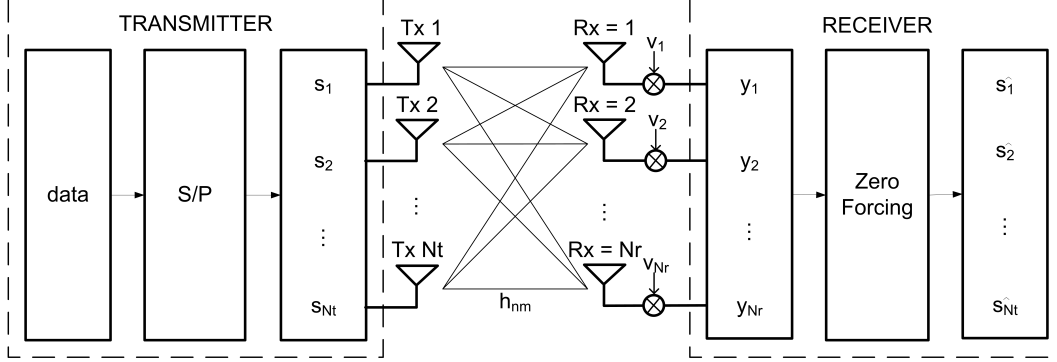 TRANSMITTER
RECEIVER
data
S/P
s1
s2
⋮
sNt
Tx 1
Tx 2
⋮
Tx Nt
hnm
Rx = 1
Rx = 2
⋮
Rx = Nr
v1
v2
vNr
y1
y2
⋮
yNr
Zero
Forcing
ŝ1
ŝ2
⋮
ŝNt